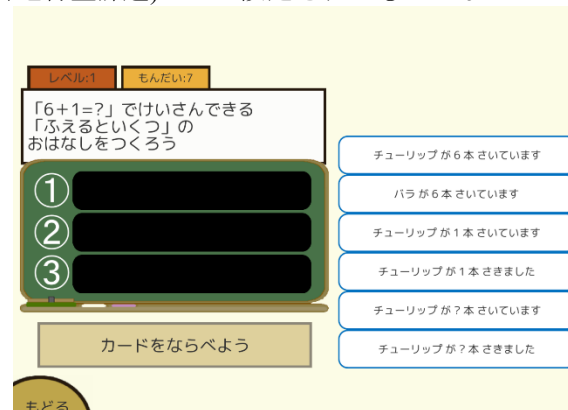 レベル:1
もんだい:7
「6+1=?」でけいさんできる
「ふえるといくつ」の
おはなしをつくろう
①
②
③
カードをならべよう
チューリップ が 6 本 さいています
バラ が 6 本 さいています
チューリップ が 1 本 さいています
チューリップ が 1 本 さきました
チューリップ が ? 本 さいています
チューリップ が ? 本 さきました
もどる